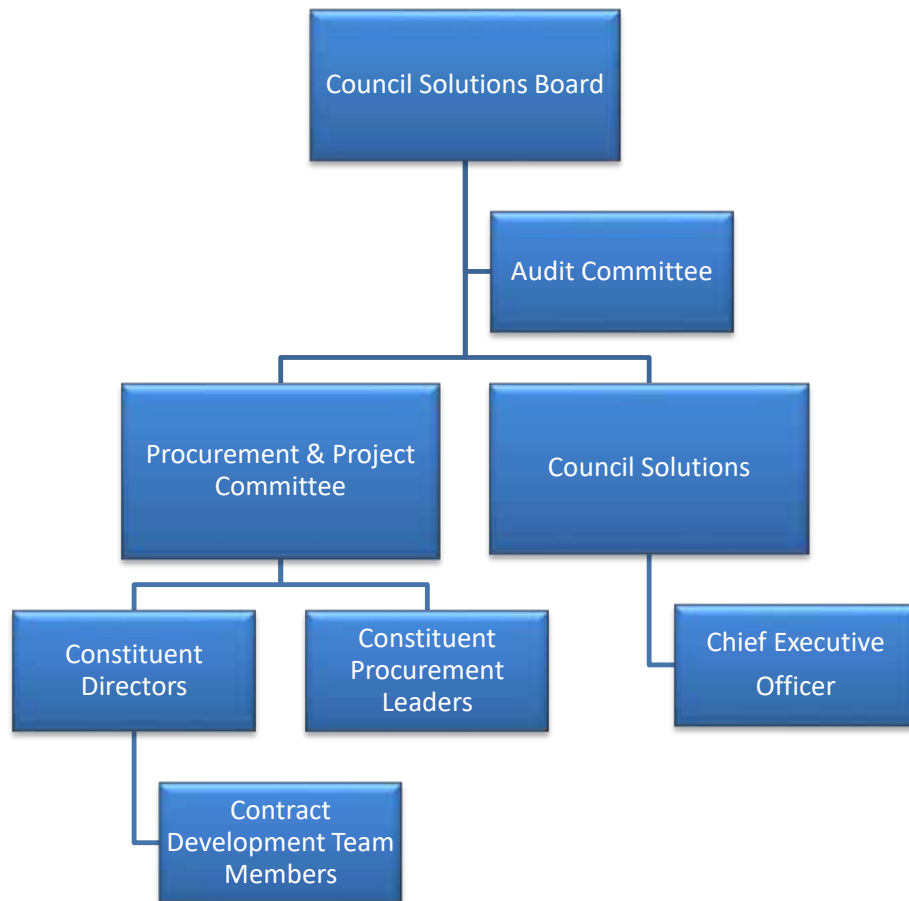 Council Solutions Board
Audit Committee
Procurement & Project
Committee
Council Solutions
Constituent
Directors
Constituent
Procurement
Leaders
Chief Executive
Officer
Contract
Development Team
Members